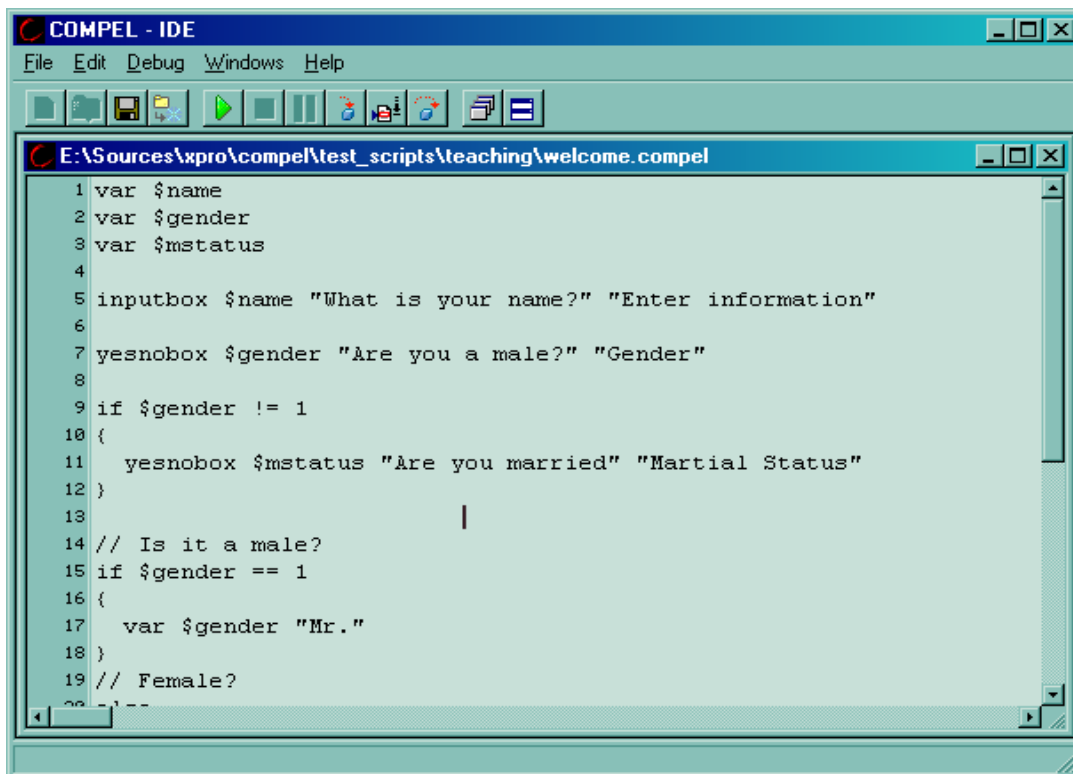 COMPEL - IDE
File Edit Debug Windows Help
E:\Sources\xpro\compel\test_scripts\teaching\welcome.compel
1 var $name
2 var $gender
3 var $mstatus
4
5 inputbox $name "What is your name?" "Enter information"
6
7 yesnobox $gender "Are you a male?" "Gender"
8
9 if $gender != 1
10 {
11 yesnobox $mstatus "Are you married" "Martial Status"
12 }
13
14 // Is it a male?
15 if $gender == 1
16 {
17 var $gender "Mr."
18 }
19 // Female?